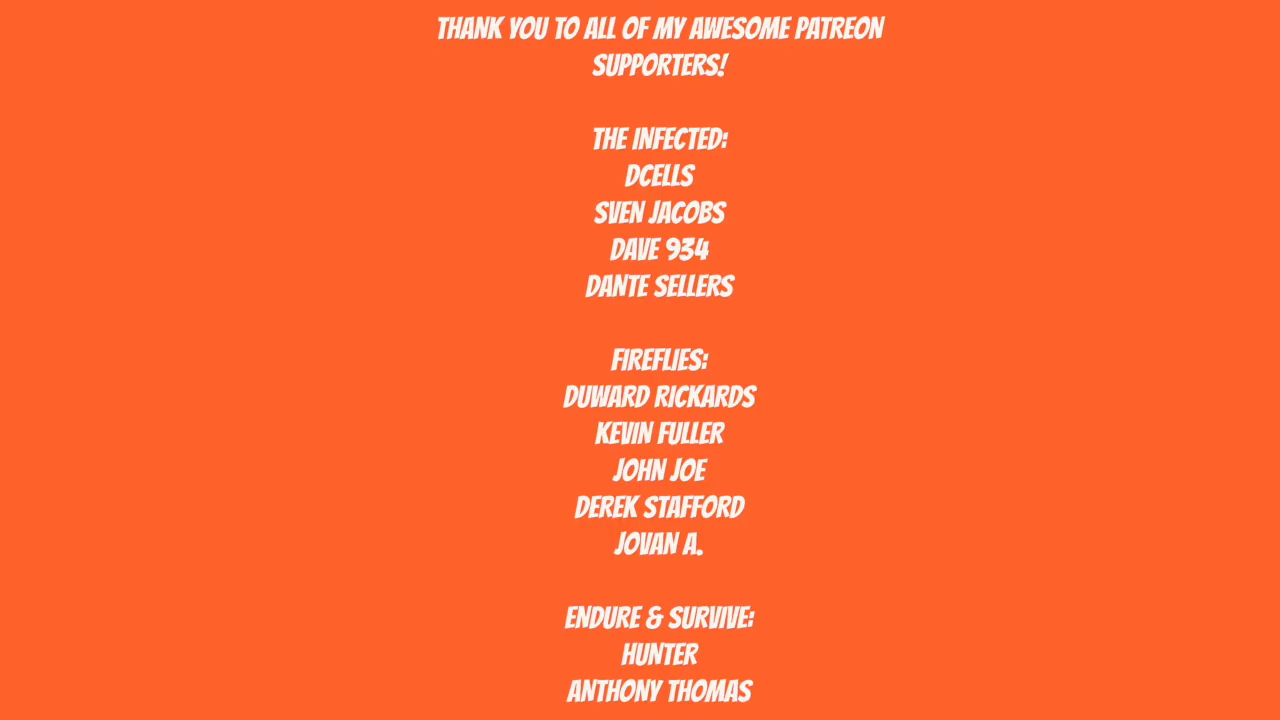 THANK YOU TO ALL OF MY AWESOME PATREON
SUPPORTERS!
THE INFECTED:
DCELLS
SVEN JACOBS
DAVE 934
DANTE SELLERS
FIREFLIES:
DUWARD RICKARDS
KEVIN FULLER
JOHN JOE
DEREK STAFFORD
JOVAN A.
ENDURE & SURVIVE:
HUNTER
ANTHONY THOMAS